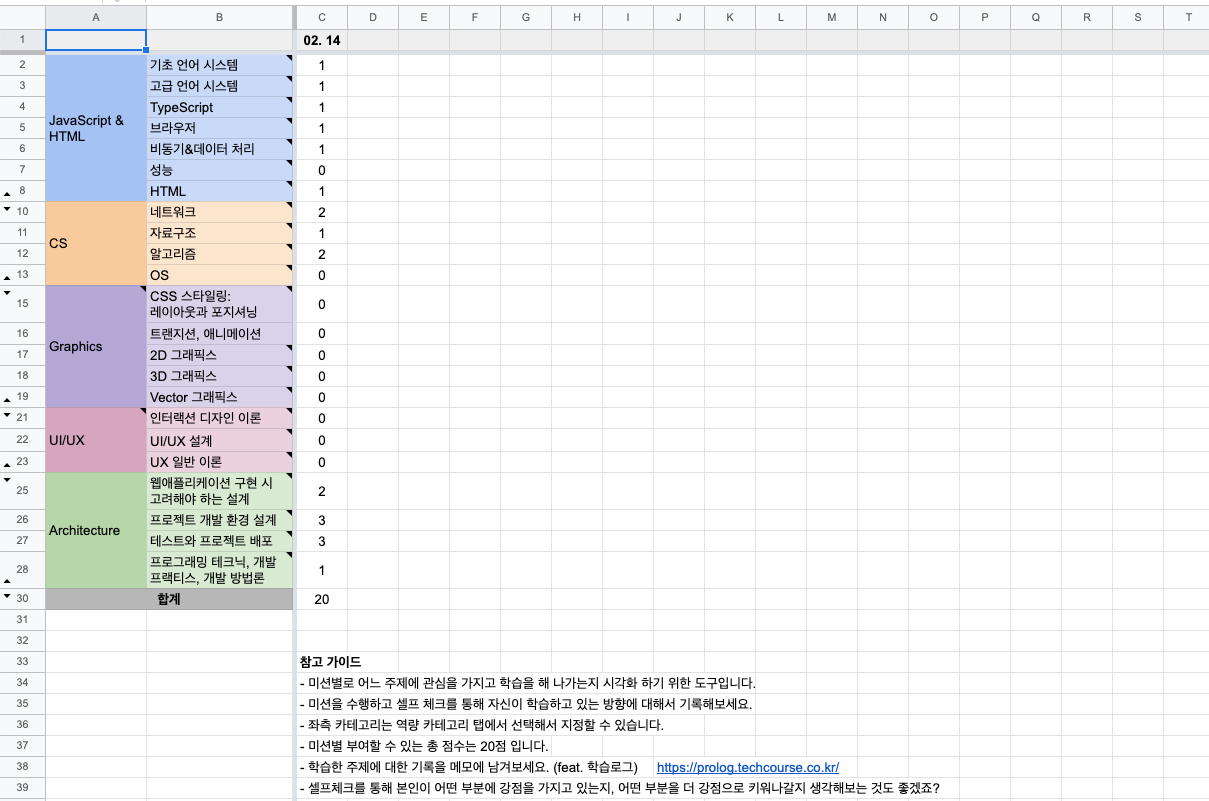 A B C D E F G H I J K L M N O P Q R S T
1 02. 14
2 기초 언어 시스템 1
3 고급 언어 시스템 1
4 TypeScript 1
JavaScript &
HTML
5 브라우저 1
6 비동기&데이터 처리 1
7 성능 0
8 HTML 1
10 네트워크 2
11 자료구조 1
CS
12 알고리즘 2
13 OS 0
15 CSS 스타일링:
레이아웃과 포지셔닝 0
16 트랜지션, 애니메이션 0
Graphics
17 2D 그래픽스 0
18 3D 그래픽스 0
19 Vector 그래픽스 0
21 인터랙션 디자인 이론 0
22 UI/UX UI/UX 설계 0
23 UX 일반 이론 0
25 웹애플리케이션 구현 시
고려해야 하는 설계 2
26 프로젝트 개발 환경 설계 3
Architecture
27 테스트와 프로젝트 배포 3
28 프로그래밍 테크닉, 개발
프랙티스, 개발 방법론 1
30 합계 20
31
32
33 참고 가이드
34 - 미션별로 어느 주제에 관심을 가지고 학습을 해 나가는지 시각화 하기 위한 도구입니다.
35 - 미션을 수행하고 셀프 체크를 통해 자신이 학습하고 있는 방향에 대해서 기록해보세요.
36 - 좌측 카테고리는 역량 카테고리 탭에서 선택해서 지정할 수 있습니다.
37 - 미션별 부여할 수 있는 총 점수는 20점 입니다.
38 - 학습한 주제에 대한 기록을 메모에 남겨보세요. (feat. 학습로그) https://prolog.techcourse.co.kr/
39 - 셀프체크를 통해 본인이 어떤 부분에 강점을 가지고 있는지, 어떤 부분을 더 강점으로 키워나갈지 생각해보는 것도 좋겠죠?